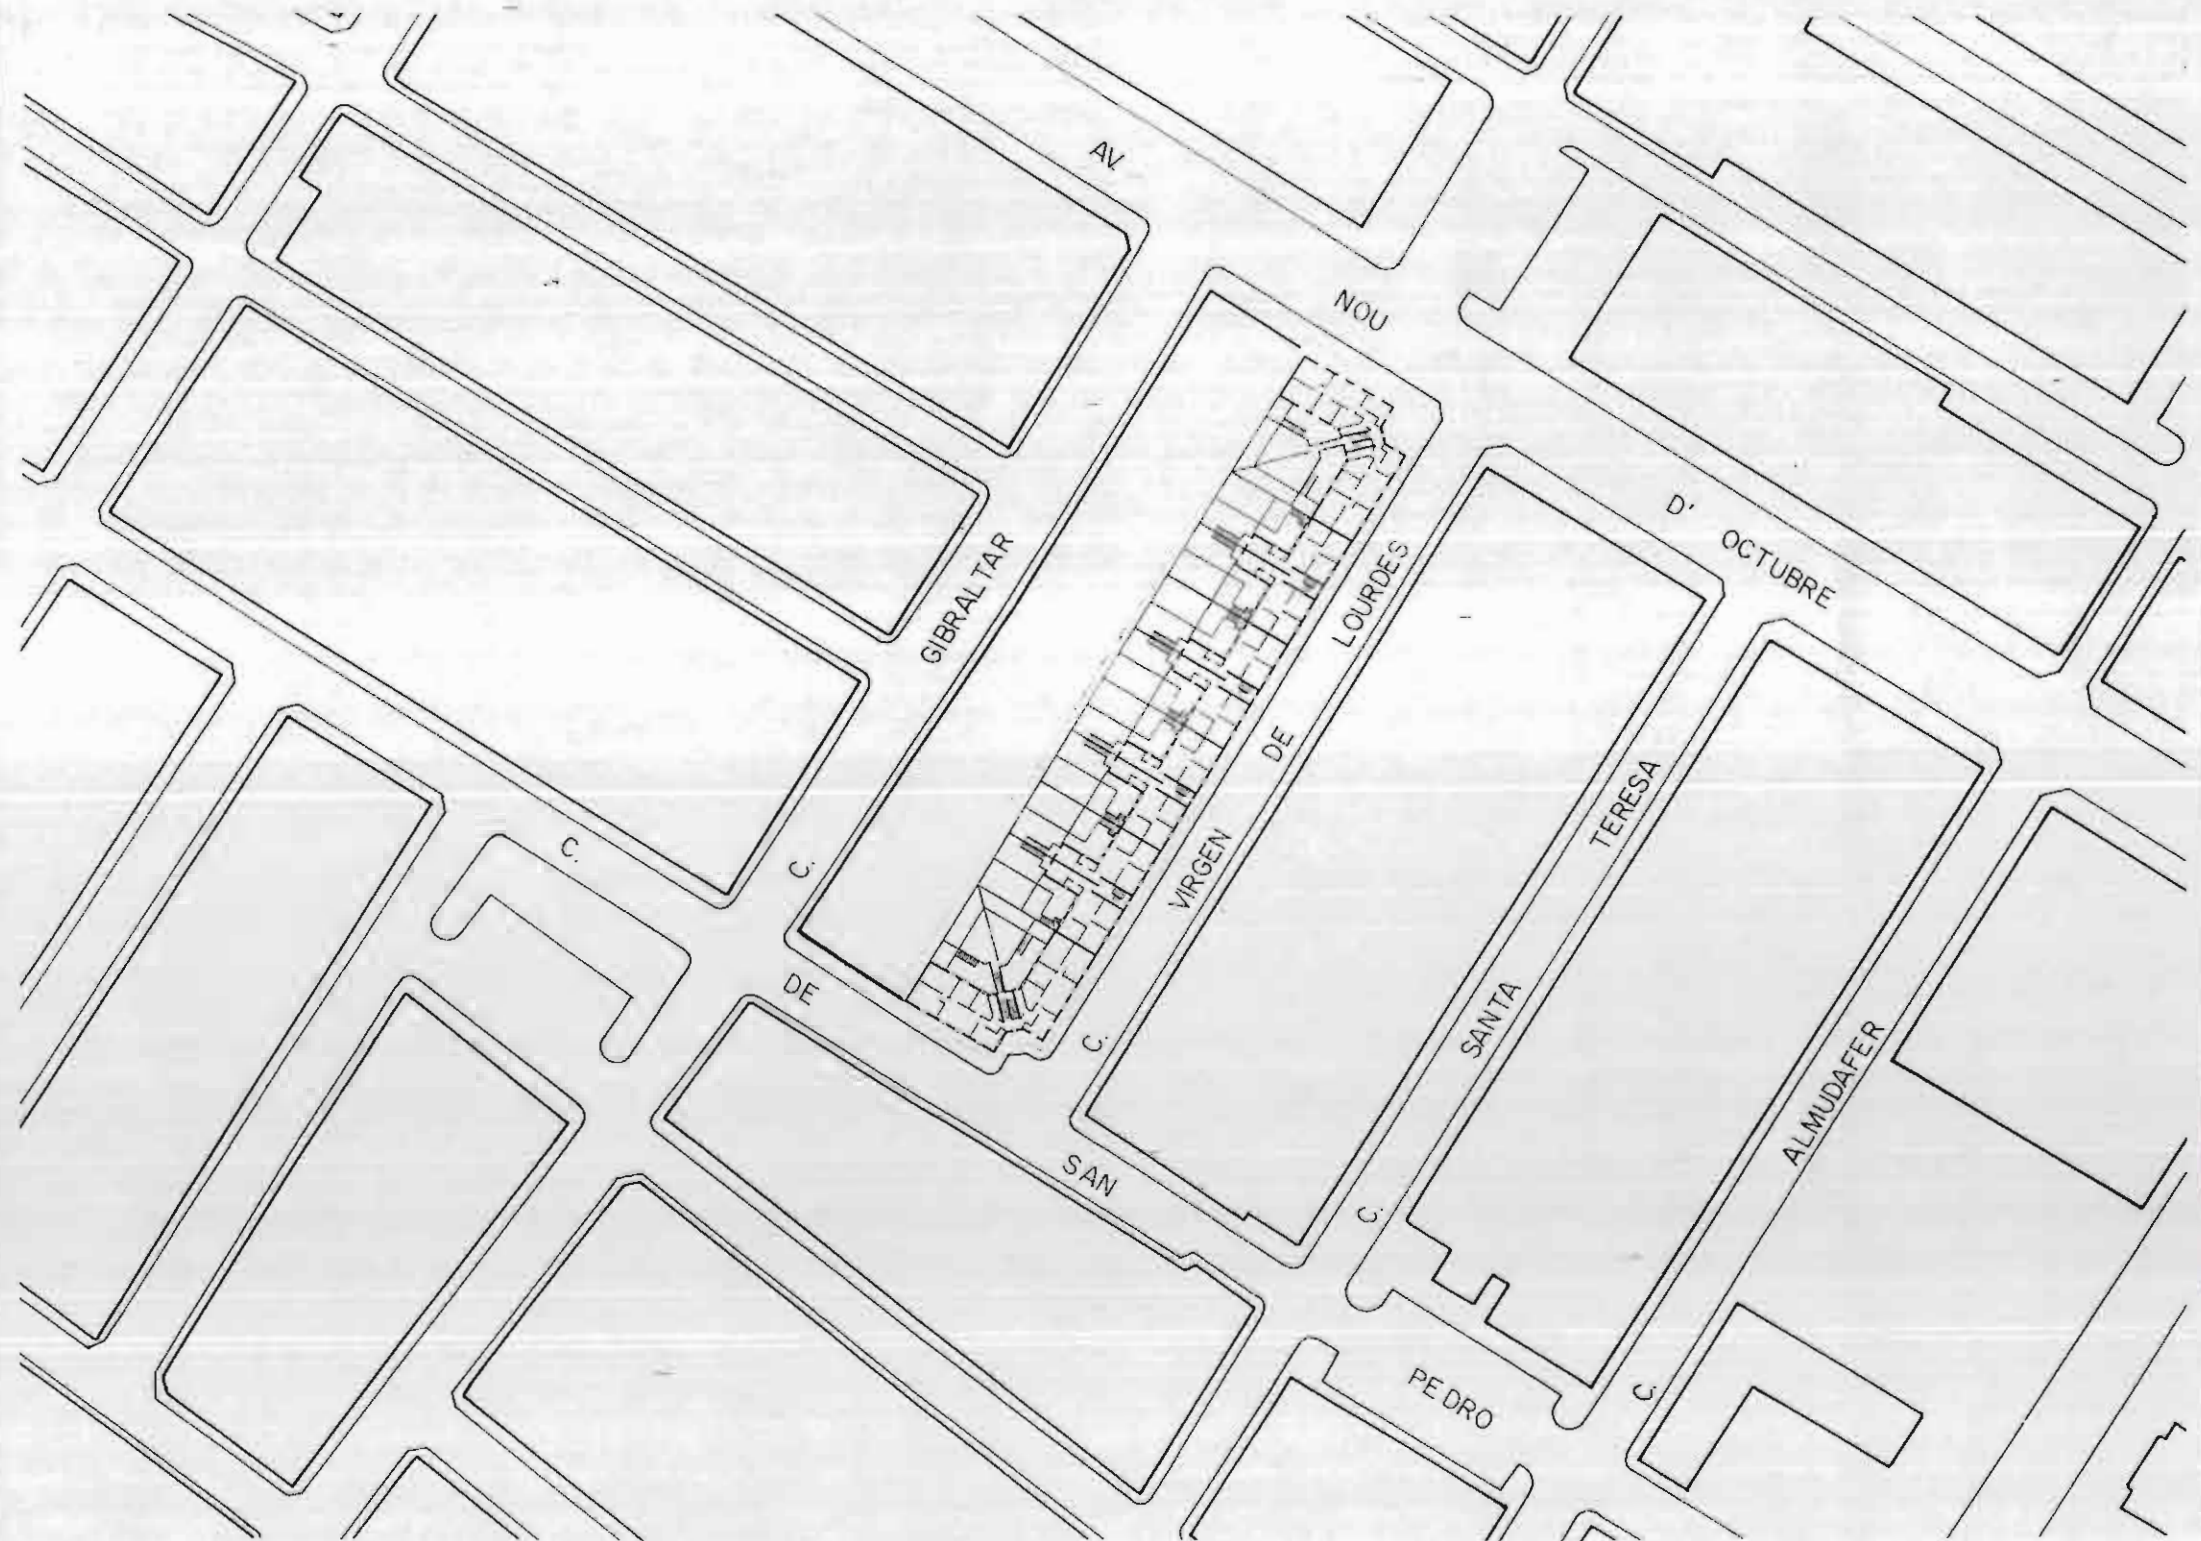 AV. NOU D' OCTUBRE
C. GIBRALTAR
C. VIRGEN DE LOURDES
C. SANTA TERESA
C. ALMUDAFER
C. DE SAN PEDRO